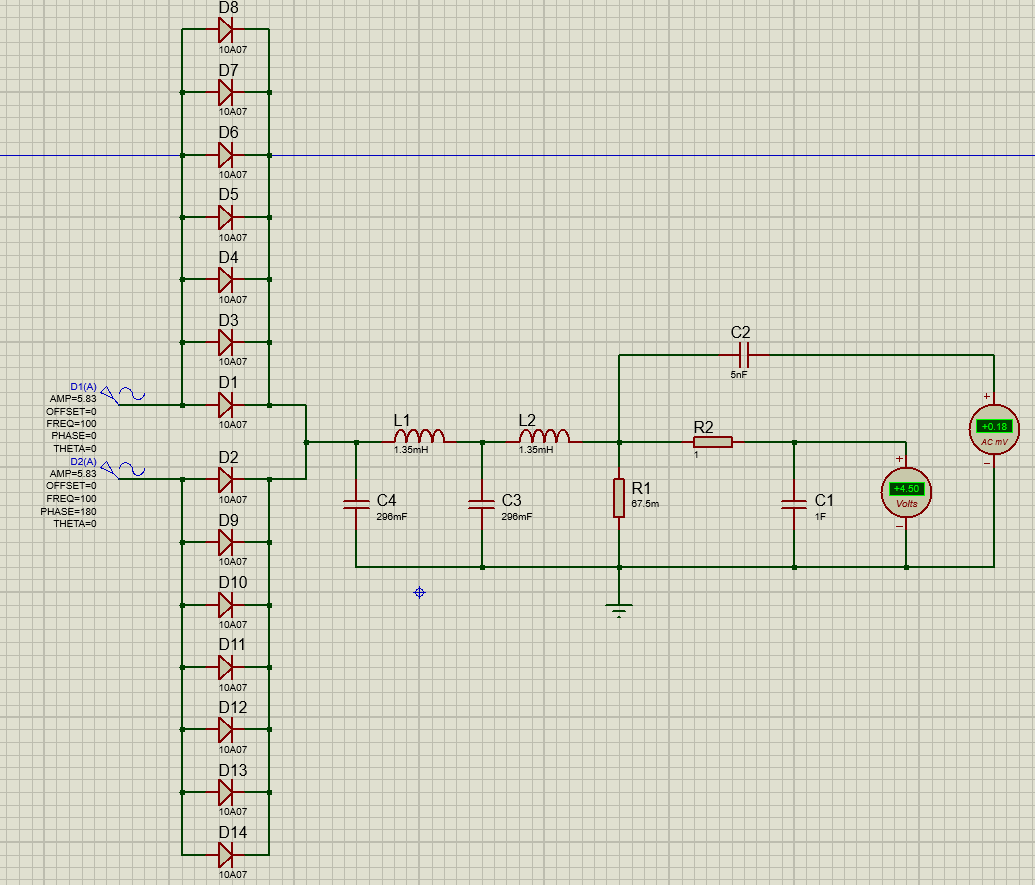 D8
10A07
D7
10A07
D6
10A07
D5
10A07
D4
10A07
D3
10A07
D1
10A07
D1(A)
AMP=5.83
OFFSET=0
FREQ=100
PHASE=0
THETA=0
D2(A)
AMP=5.83
OFFSET=0
FREQ=100
PHASE=180
THETA=0
D2
10A07
D9
10A07
D10
10A07
D11
10A07
D12
10A07
D13
10A07
D14
10A07
L1
1.35mH
L2
1.35mH
C4
296mF
C3
296mF
R1
67.5m
C2
5nF
R2
1
C1
1F
+
+4.50
Volts
−
+
+0.18
AC mV
−